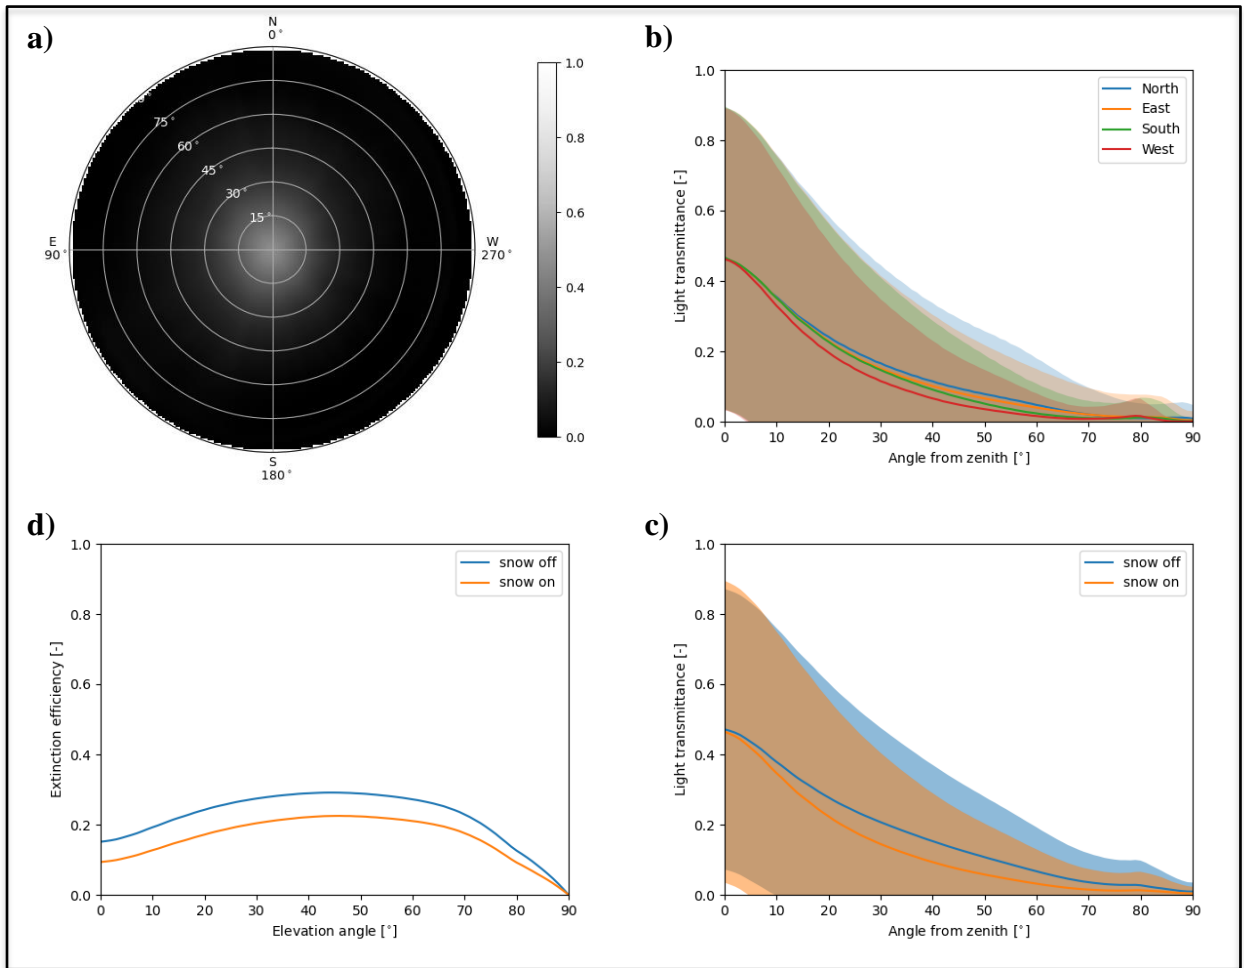 a)
N
0°
75°
60°
45°
30°
15°
E
90°
W
270°
S
180°
1.0
0.8
0.6
0.4
0.2
0.0
b)
1.0
0.8
0.6
0.4
0.2
0.0
Light transmittance [-]
North
East
South
West
0 10 20 30 40 50 60 70 80 90
Angle from zenith [°]
d)
1.0
0.8
0.6
0.4
0.2
0.0
Extinction efficiency [-]
snow off
snow on
0 10 20 30 40 50 60 70 80 90
Elevation angle [°]
c)
1.0
0.8
0.6
0.4
0.2
0.0
Light transmittance [-]
snow off
snow on
0 10 20 30 40 50 60 70 80 90
Angle from zenith [°]